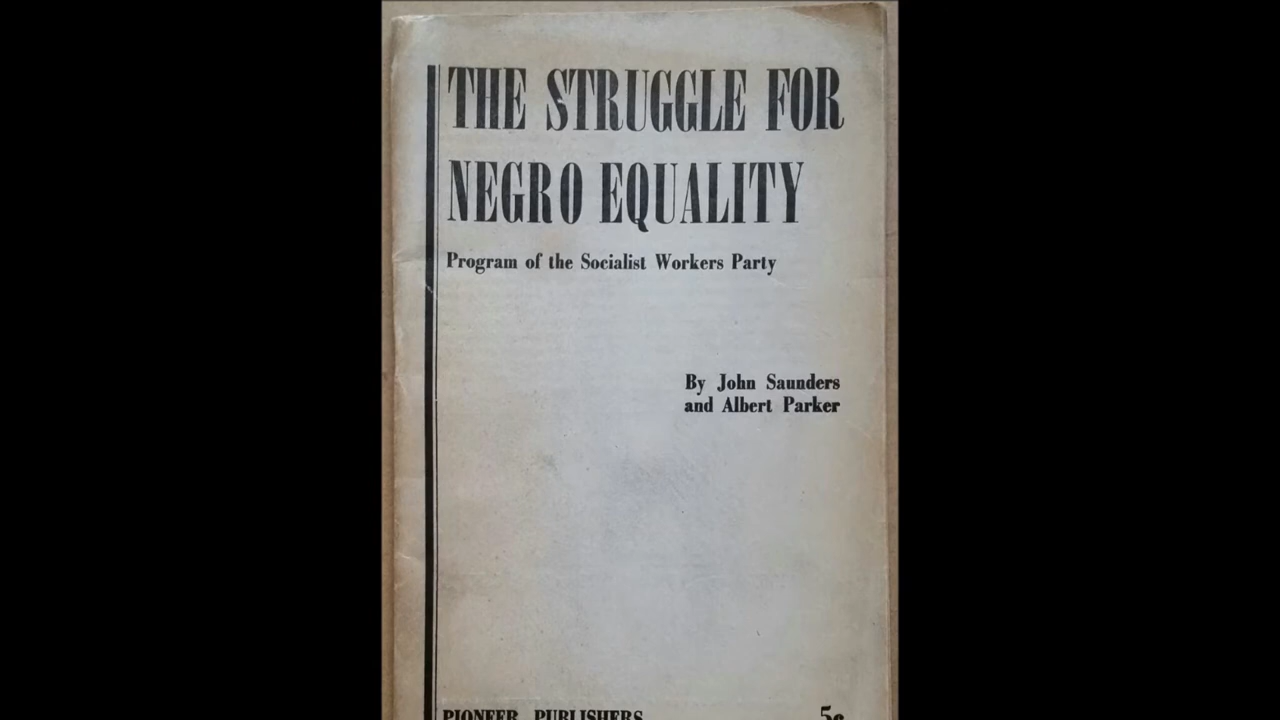 THE STRUGGLE FOR
NEGRO EQUALITY
Program of the Socialist Workers Party
By John Saunders
and Albert Parker
PIONEER PUBLISHERS 5c